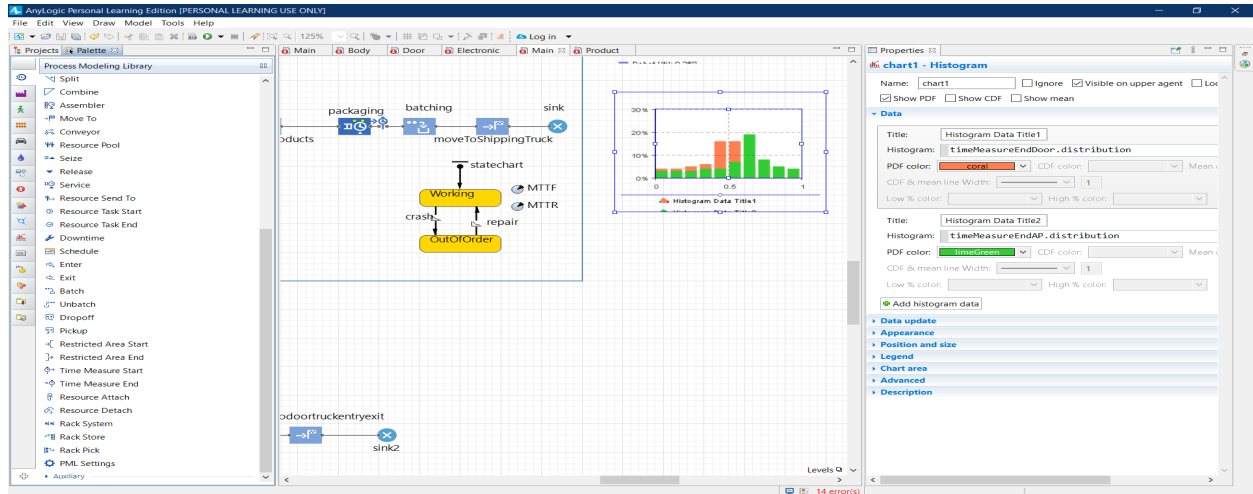 AnyLogic Personal Learning Edition [PERSONAL LEARNING USE ONLY]
File Edit View Draw Model Tools Help
125% Log in
Projects Palette
Main Body Door Electronic Main Product
Properties
Process Modeling Library
Split
Combine
Assembler
Move To
Conveyor
Resource Pool
Seize
Release
Service
Resource Send To
Resource Task Start
Resource Task End
Downtime
Schedule
Enter
Exit
Batch
Unbatch
Dropoff
Pickup
Restricted Area Start
Restricted Area End
Time Measure Start
Time Measure End
Resource Attach
Resource Detach
Rack System
Rack Store
Rack Pick
PML Settings
Auxiliary
packaging batching sink
oducts moveToShippingTruck
statechart
Working MTTF
MTTR
crash repair
OutOfOrder
odoortruckentryexit
sink2
30%
20%
10%
0%
0 0.5 1
Histogram Data Title1
Levels
14 error(s)
chart1 - Histogram
Name: chart1 Ignore Visible on upper agent Loc
Show PDF Show CDF Show mean
Data
Title: Histogram Data Title1
Histogram: timeMeasureEndDoor.distribution
PDF color: coral CDF color: Mean c
CDF & mean line Width: 1
Low % color: High % color:
Title: Histogram Data Title2
Histogram: timeMeasureEndAP.distribution
PDF color: limeGreen CDF color: Mean c
CDF & mean line Width: 1
Low % color: High % color:
Add histogram data
Data update
Appearance
Position and size
Legend
Chart area
Advanced
Description